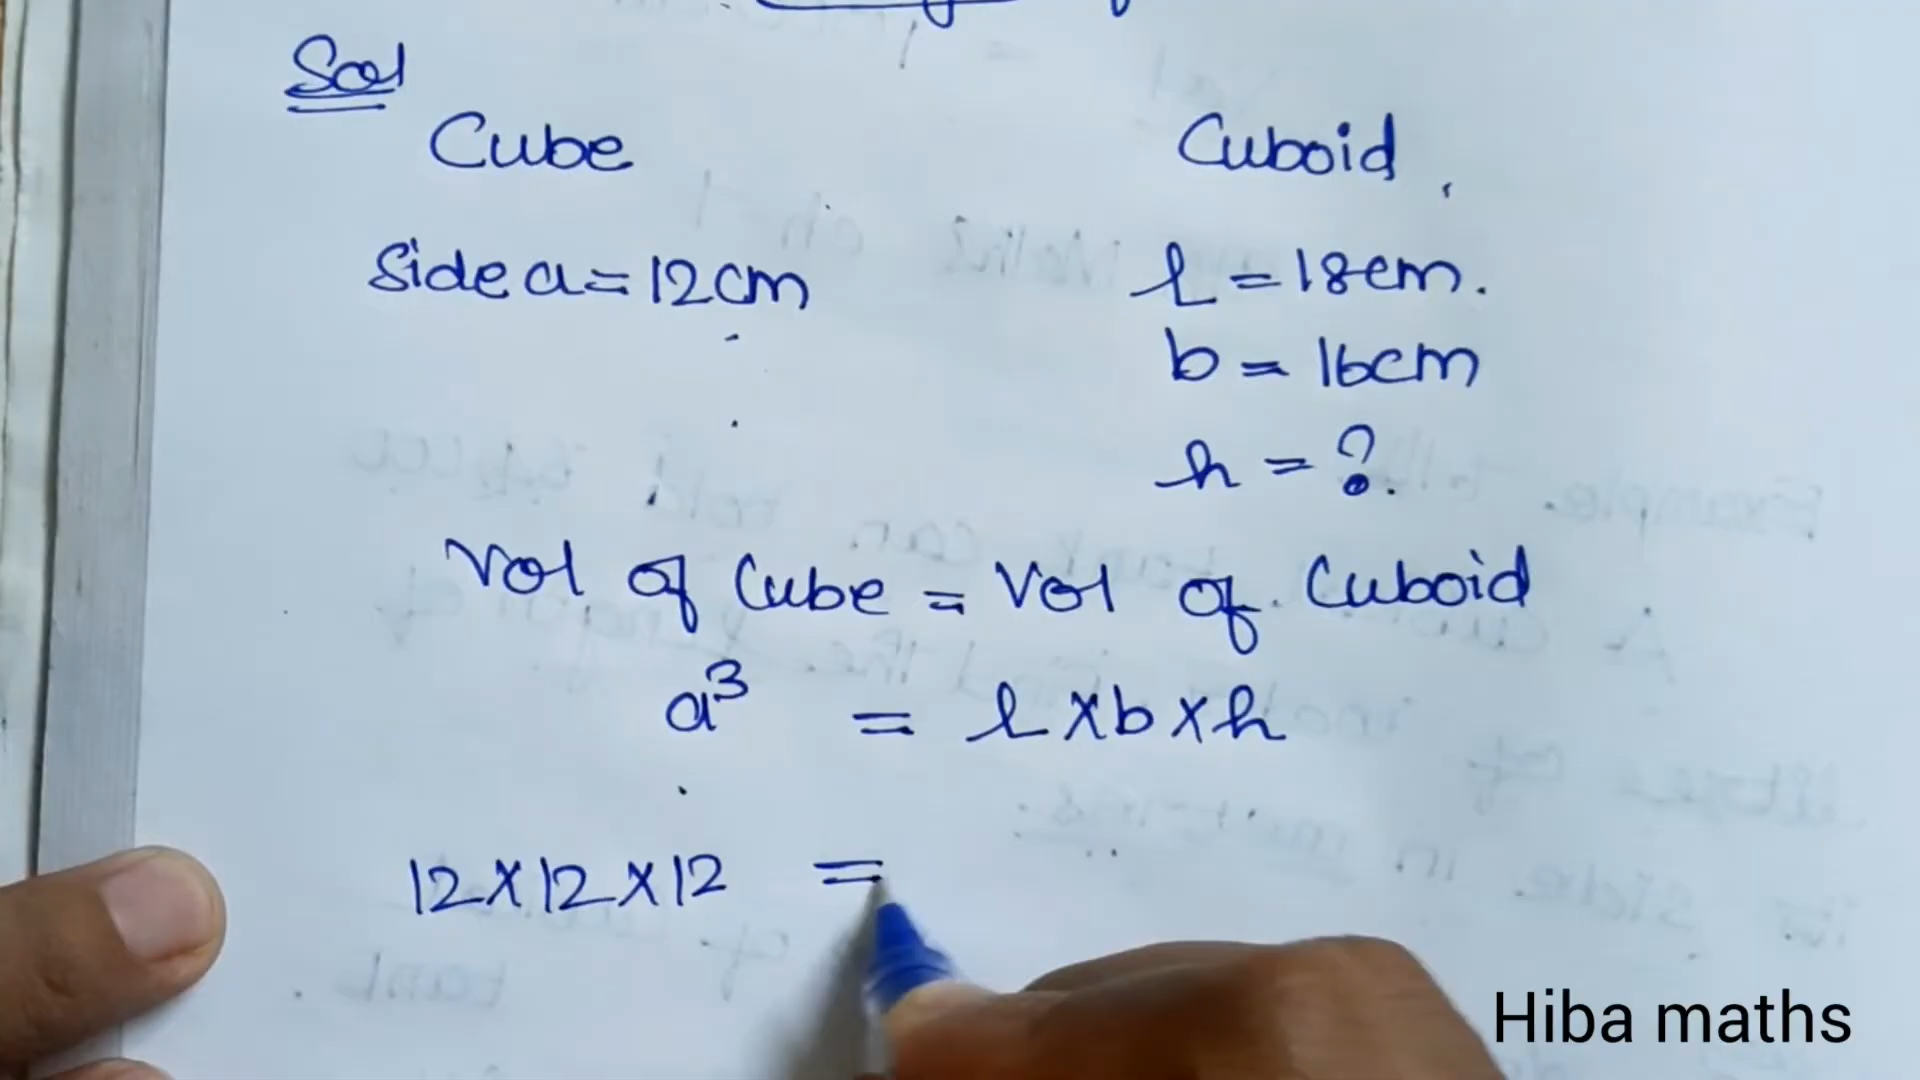 Sol
Cube
Cuboid
Side a = 12cm
l = 18cm.
b = 16cm
h = ?
Vol of Cube = Vol of Cuboid
a³ = l × b × h
12 × 12 × 12 =
Hiba maths